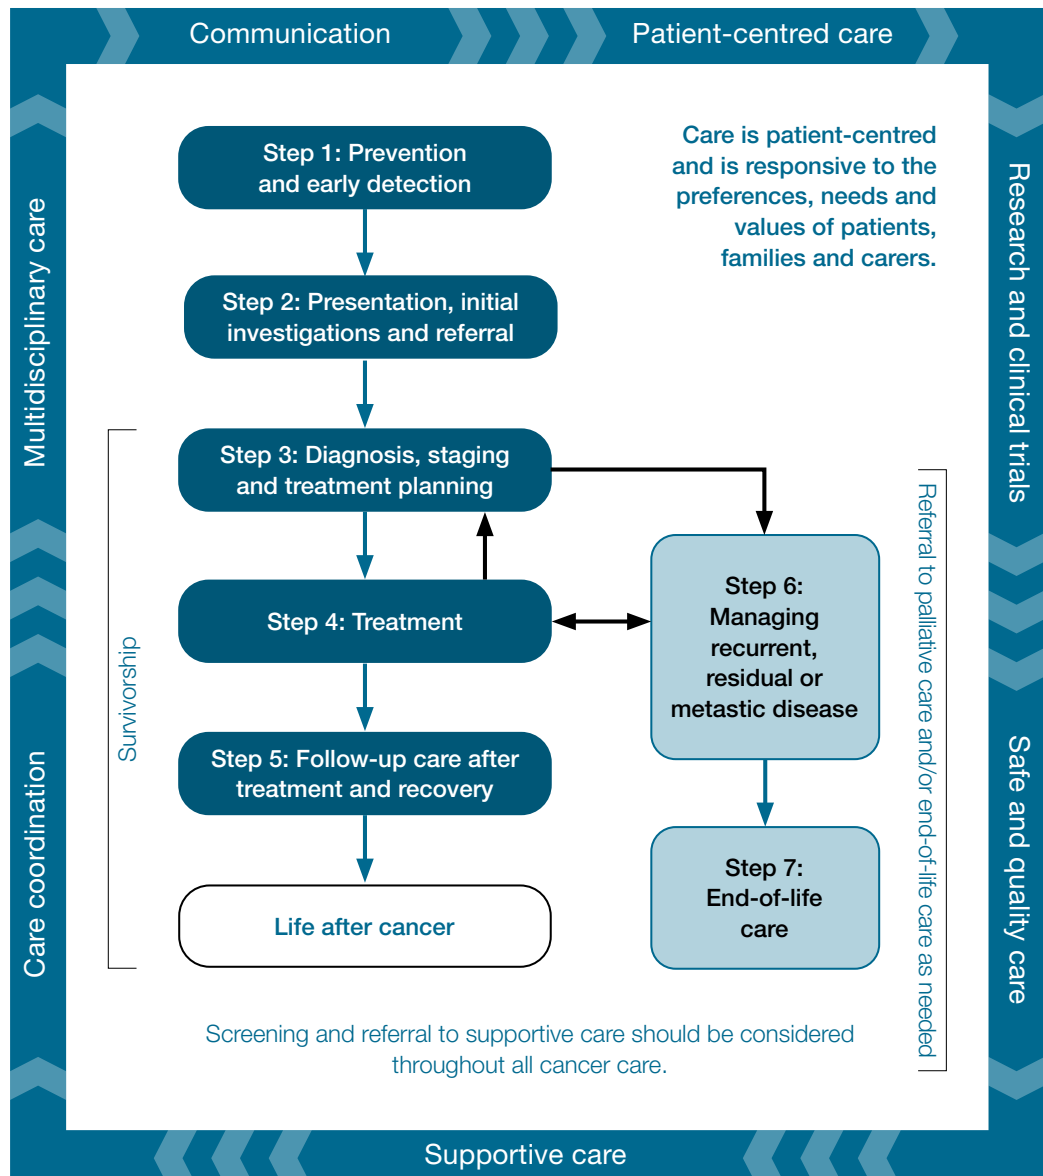 Communication
Patient-centred care
Multidisciplinary care
Care coordination
Research and clinical trials
Safe and quality care
Supportive care
Care is patient-centred
and is responsive to the
preferences, needs and
values of patients,
families and carers.
Step 1: Prevention
and early detection
Step 2: Presentation, initial
investigations and referral
Step 3: Diagnosis, staging
and treatment planning
Step 4: Treatment
Step 5: Follow-up care after
treatment and recovery
Life after cancer
Survivorship
Step 6:
Managing
recurrent,
residual or
metastic disease
Step 7:
End-of-life
care
Referral to palliative care and/or end-of-life care as needed
Screening and referral to supportive care should be considered
throughout all cancer care.